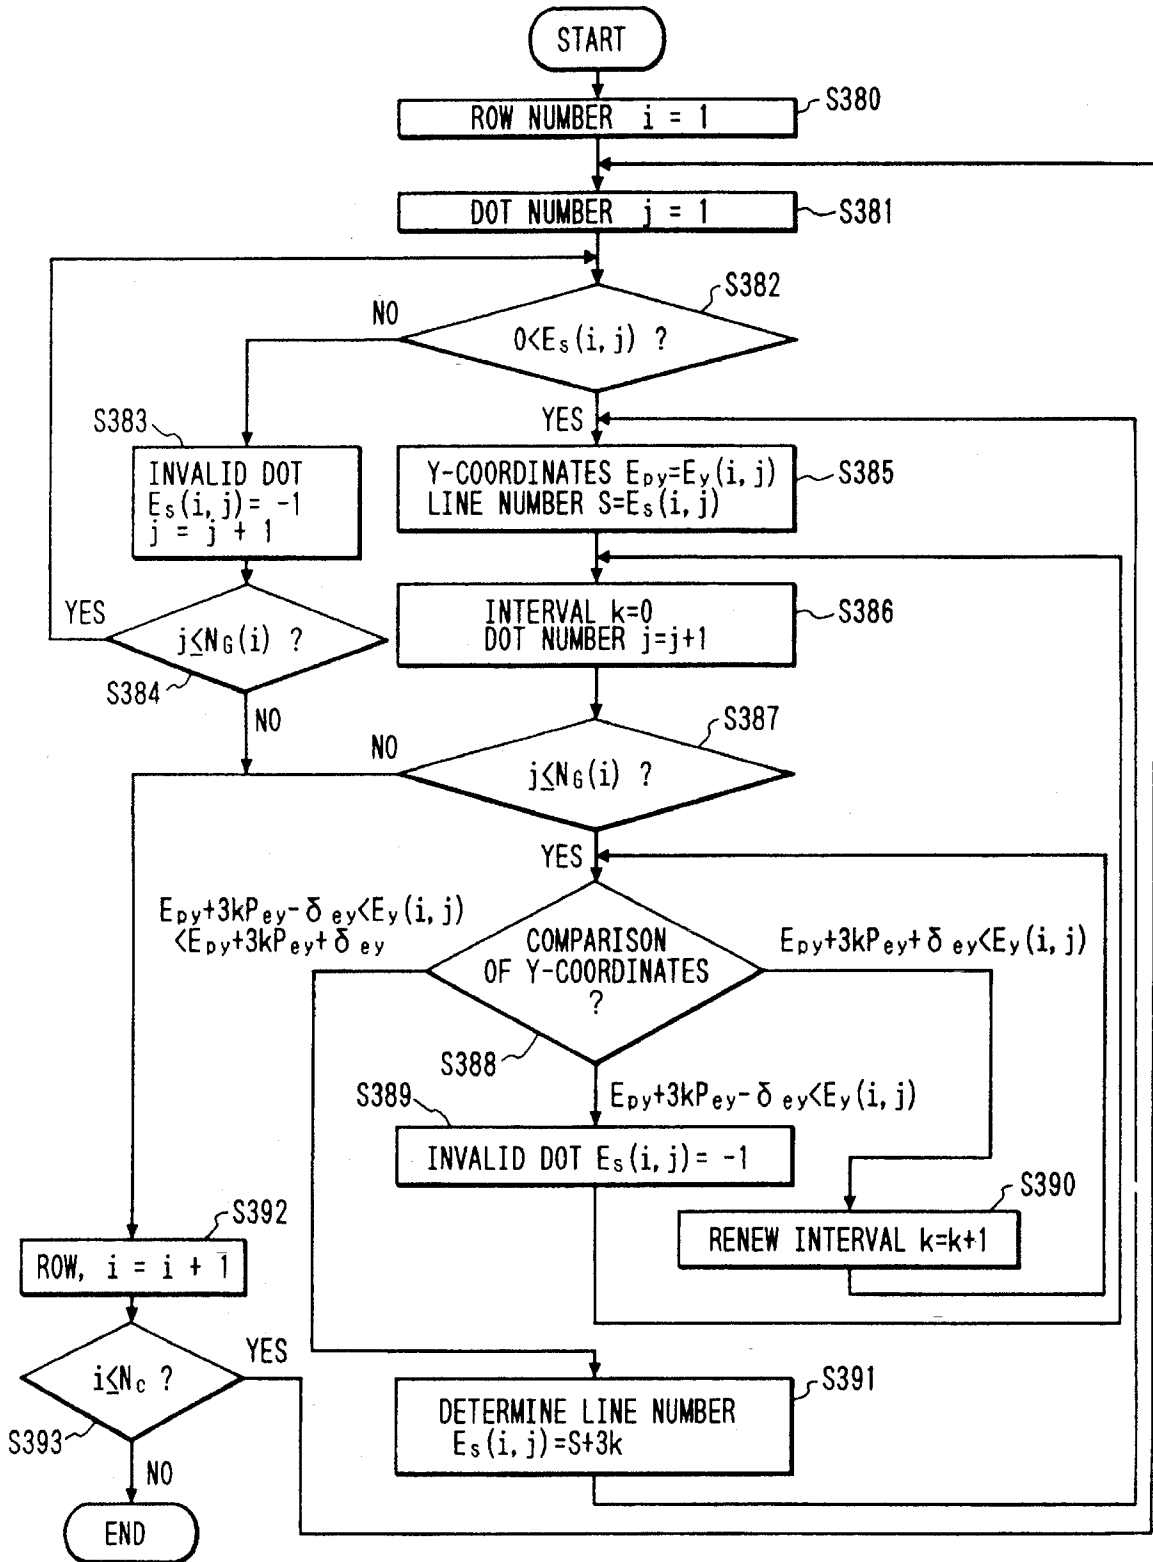 START
ROW NUMBER i = 1
S380
DOT NUMBER j = 1
S381
S382
NO
0<Es(i,j) ?
YES
S383
INVALID DOT
Es(i,j)= -1
j = j + 1
Y-COORDINATES Epy=Ey(i,j)
LINE NUMBER S=Es(i,j)
S385
YES
j≤NG(i) ?
S384
NO
INTERVAL k=0
DOT NUMBER j=j+1
S386
S387
NO
j≤NG(i) ?
YES
Epy+3kPey-δey<Ey(i,j)
<Epy+3kPey+δey
COMPARISON
OF Y-COORDINATES
?
Epy+3kPey+δey<Ey(i,j)
S388
S389
Epy+3kPey-δey<Ey(i,j)
INVALID DOT Es(i,j)= -1
S390
RENEW INTERVAL k=k+1
S392
ROW, i = i + 1
i≤Nc ?
YES
S393
NO
S391
DETERMINE LINE NUMBER
Es(i,j)=S+3k
END